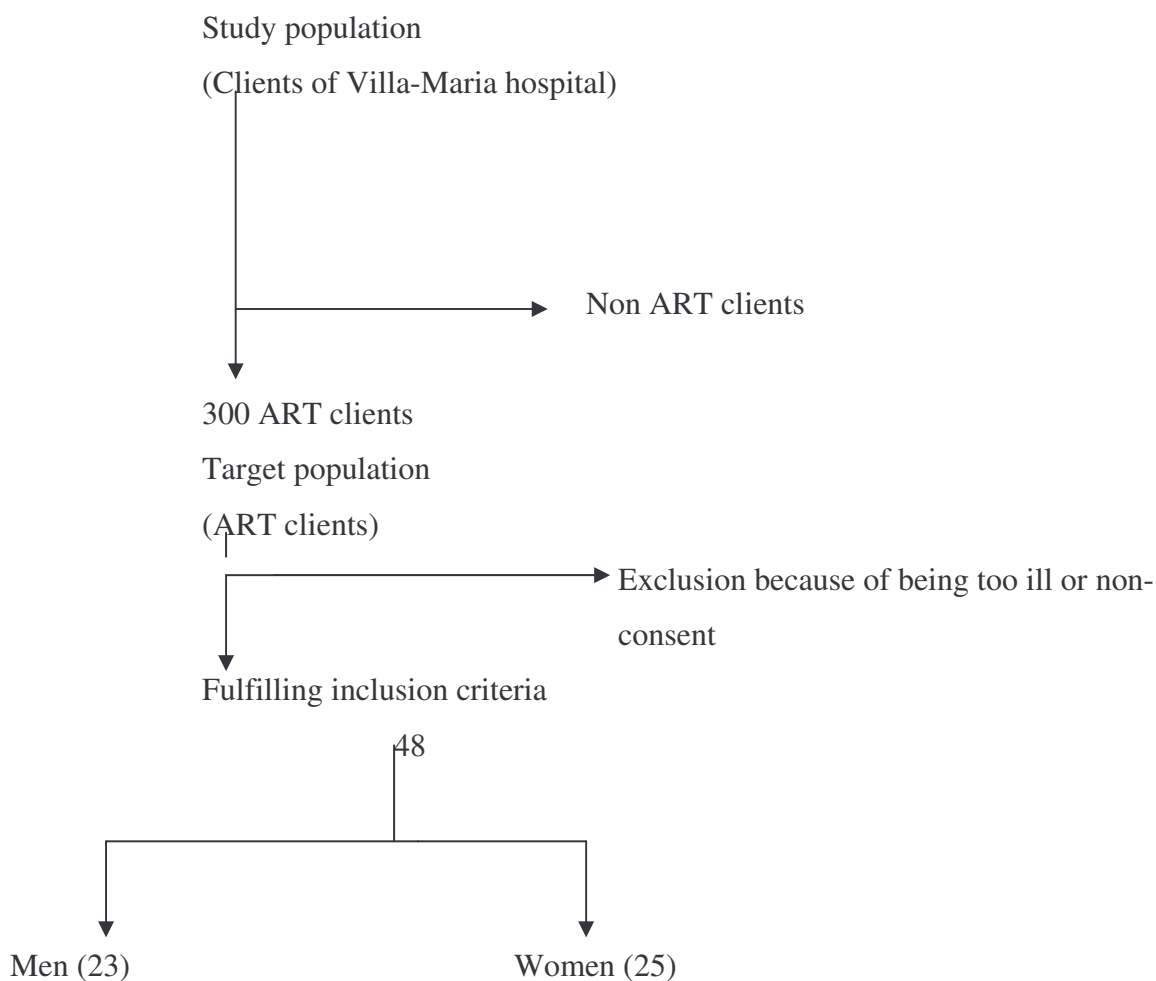 Study population
(Clients of Villa-Maria hospital)
Non ART clients
300 ART clients
Target population
(ART clients)
Exclusion because of being too ill or non-
consent
Fulfilling inclusion criteria
48
Men (23)
Women (25)